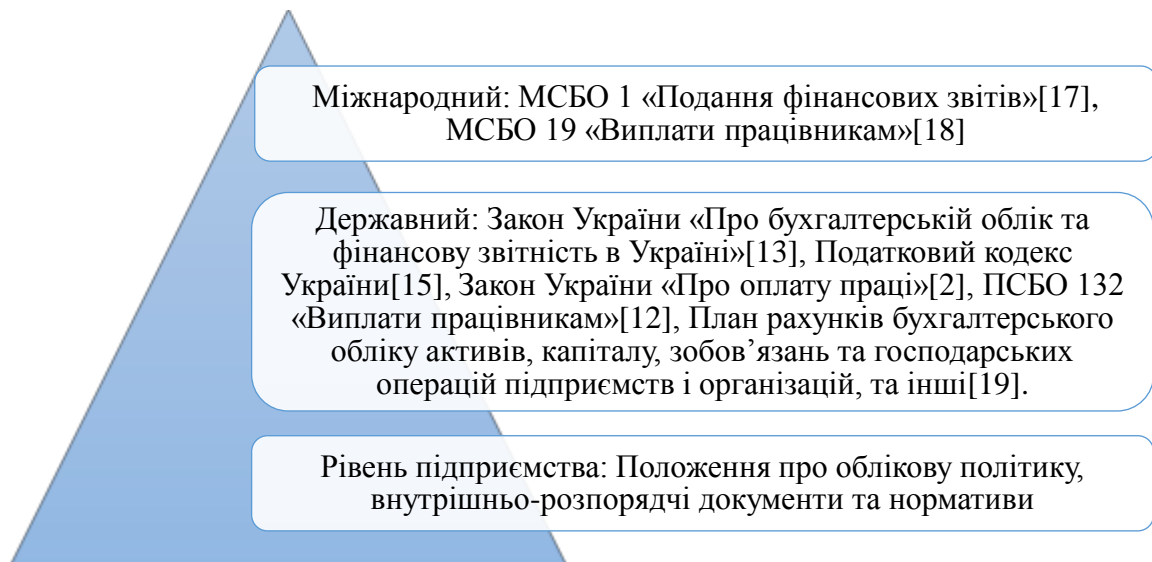 Міжнародний: МСБО 1 «Подання фінансових звітів»[17],
МСБО 19 «Виплати працівникам»[18]
Державний: Закон України «Про бухгалтерській облік та
фінансову звітність в Україні»[13], Податковий кодекс
України[15], Закон України «Про оплату праці»[2], ПСБО 132
«Виплати працівникам»[12], План рахунків бухгалтерського
обліку активів, капіталу, зобов’язань та господарських
операцій підприємств і організацій, та інші[19].
Рівень підприємства: Положення про облікову політику,
внутрішньо-розпорядчі документи та нормативи